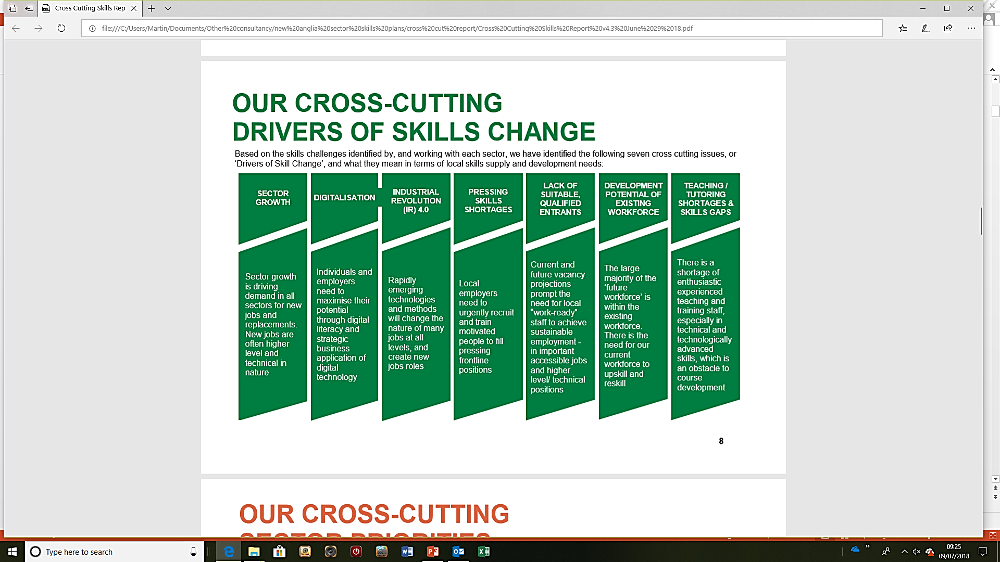 Cross Cutting Skills Rep
file:///C:/Users/Martin/Documents/Other%20consultancy/new%20anglia%20sector%20skills%20plans/cross%20cut%20report/Cross%20Cutting%20Skills%20Report%20v4.3%20June%2029%2018.pdf
OUR CROSS-CUTTING
DRIVERS OF SKILLS CHANGE
Based on the skills challenges identified by, and working with each sector, we have identified the following seven cross cutting issues, or
‘Drivers of Skill Change’, and what they mean in terms of local skills supply and development needs:
SECTOR
GROWTH
Sector growth
is driving
demand in all
sectors for new
jobs and
replacements.
New jobs are
often higher
level and
technical in
nature
DIGITALISATION
Individuals and
employers
need to
maximise their
potential
through digital
literacy and
strategic
business
application of
digital
technology
INDUSTRIAL
REVOLUTION
(IR) 4.0
Rapidly
emerging
technologies
and methods
will change the
nature of many
jobs at all
levels, and
create new
jobs roles
PRESSING
SKILLS
SHORTAGES
Local
employers
need to
urgently recruit
and train
motivated
people to fill
pressing
frontline
positions
LACK OF
SUITABLE,
QUALIFIED
ENTRANTS
Current and
future vacancy
projections
prompt the
need for local
“work-ready”
staff to achieve
sustainable
employment -
in important
accessible jobs
and higher
level/ technical
positions
DEVELOPMENT
POTENTIAL OF
EXISTING
WORKFORCE
The large
majority of the
‘future
workforce’ is
within the
existing
workforce.
There is the
need for our
current
workforce to
upskill and
reskill
TEACHING /
TUTORING
SHORTAGES &
SKILLS GAPS
There is a
shortage of
enthusiastic
experienced
teaching and
training staff,
especially in
technical and
technologically
advanced
skills, which is
an obstacle to
course
development
8
OUR CROSS-CUTTING
SECTOR PRIORITIES
Type here to search
09:25
09/07/2018